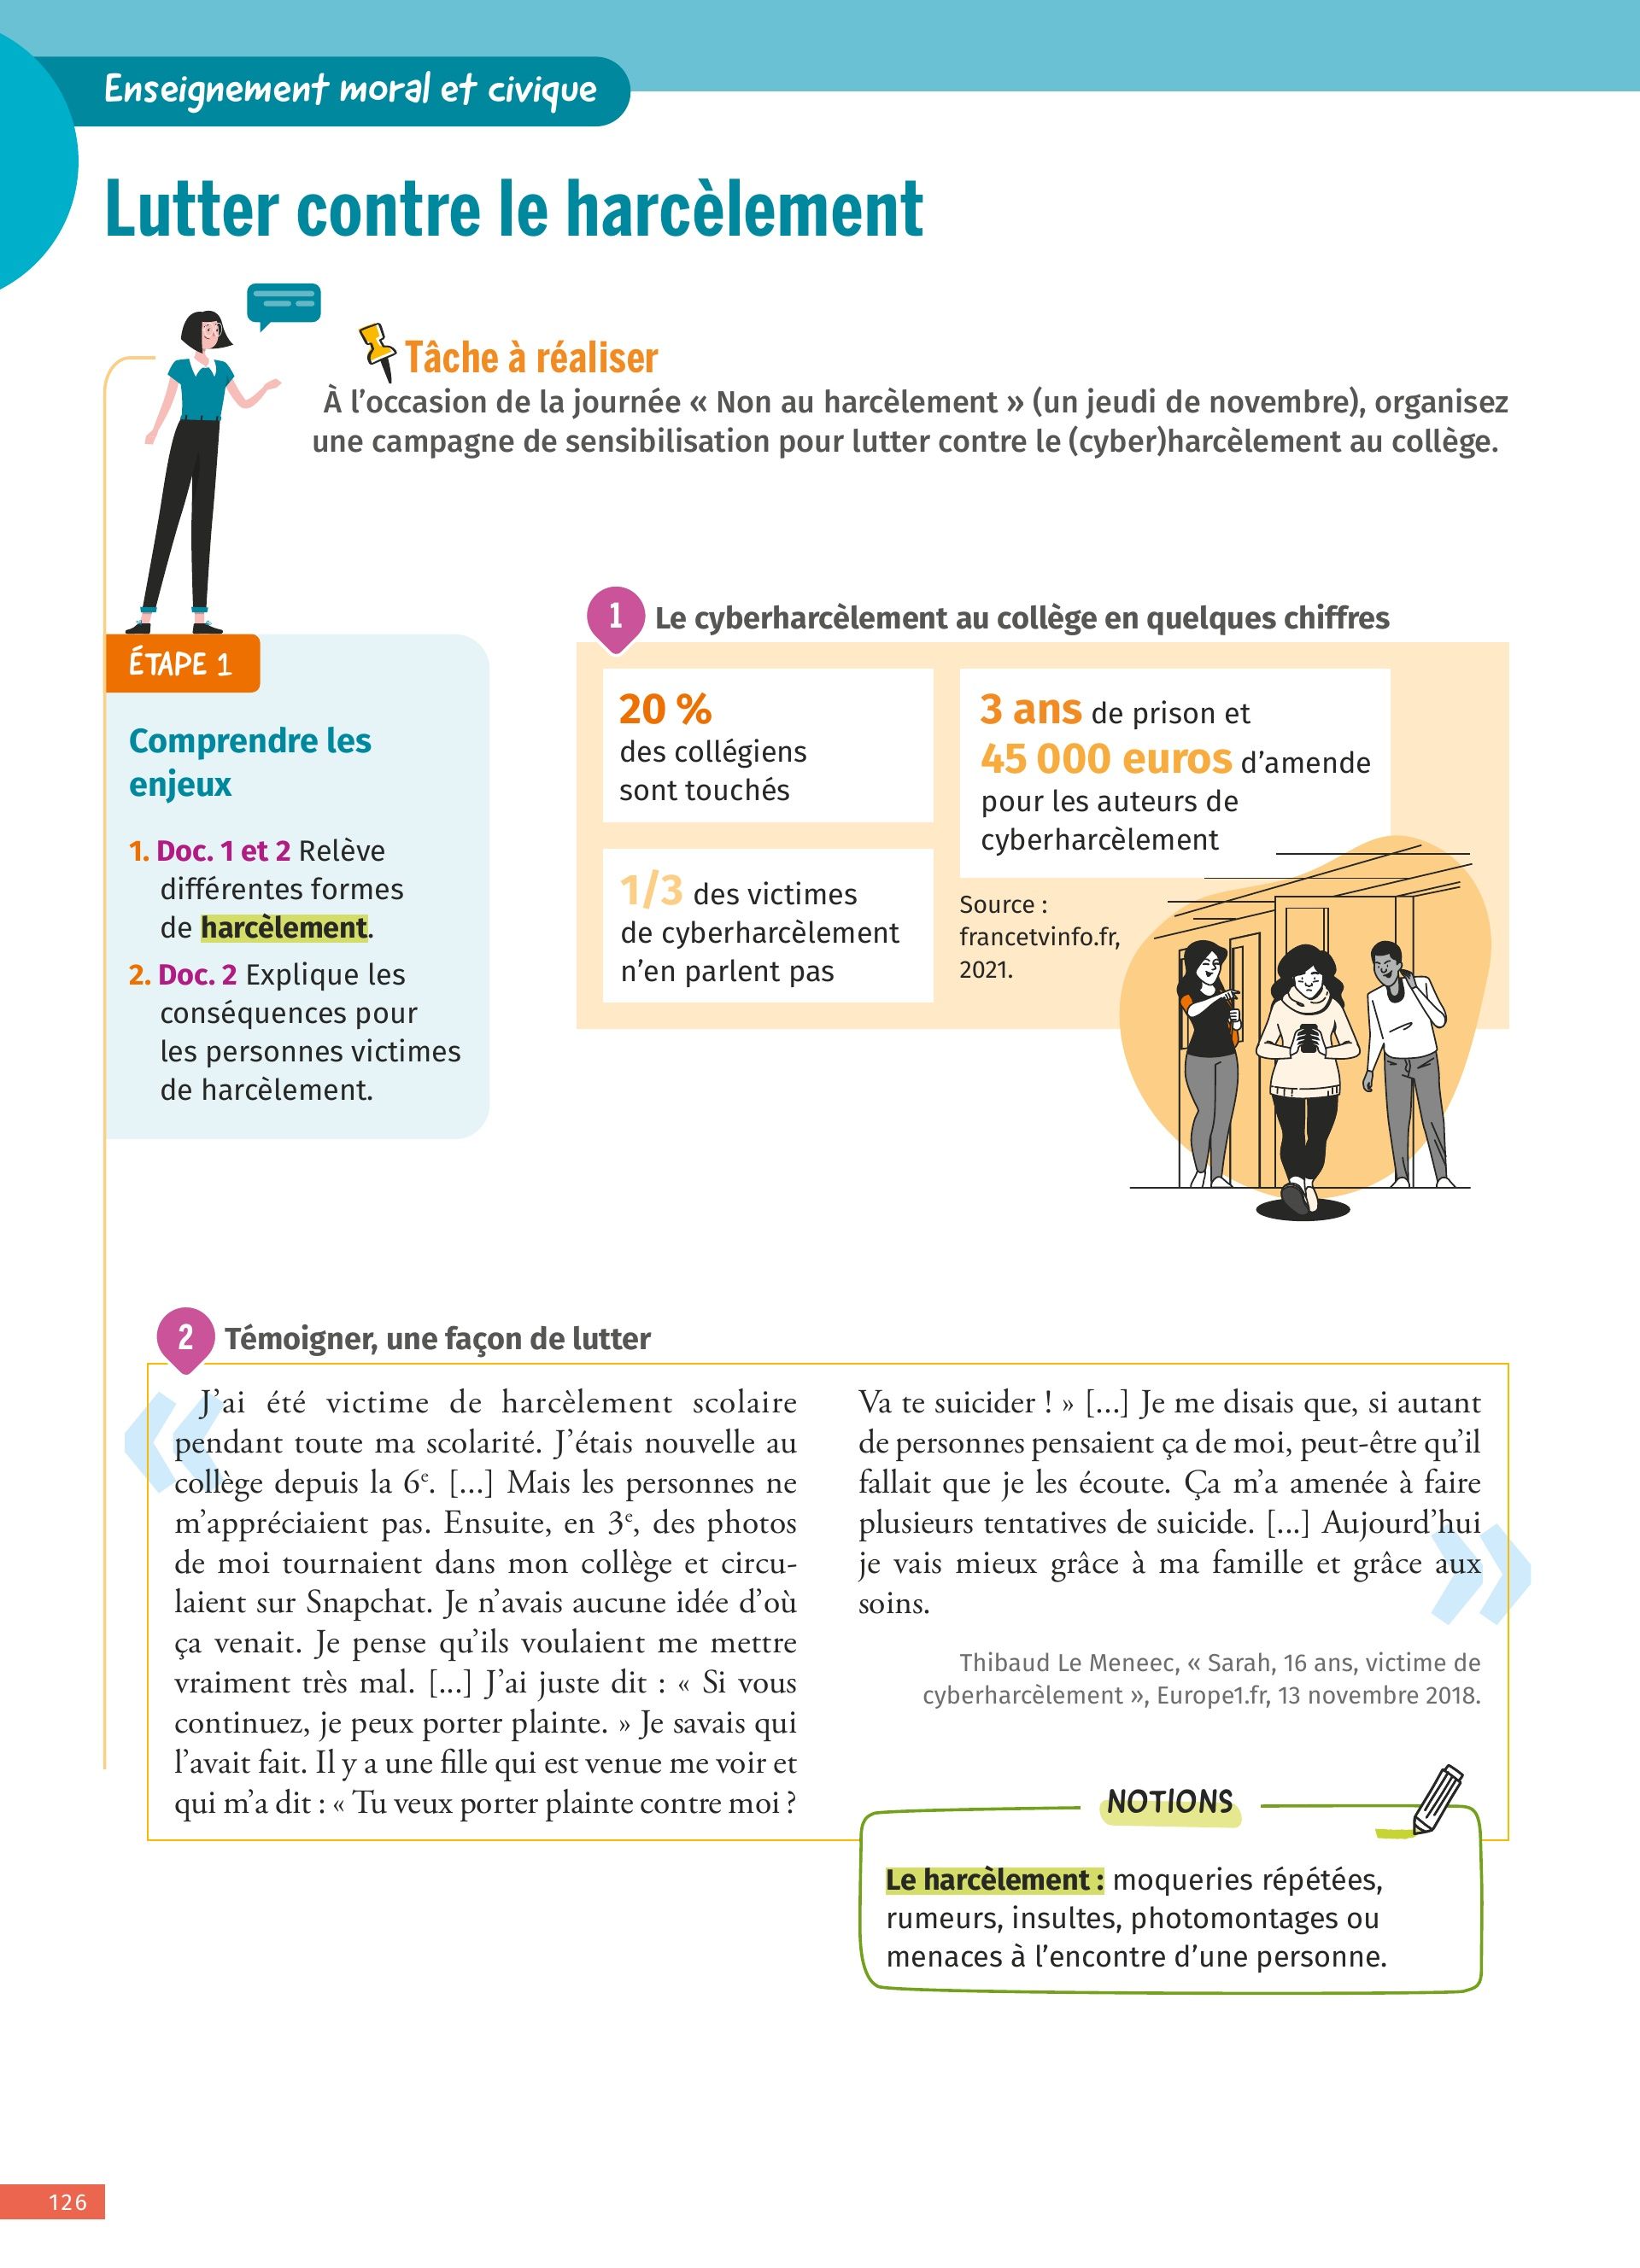 Enseignement moral et civique
Lutter contre le harcèlement
Tâche à réaliser
À l'occasion de la journée « Non au harcèlement » (un jeudi de novembre), organisez
une campagne de sensibilisation pour lutter contre le (cyber)harcèlement au collège.
ÉTAPE 1
Comprendre les
enjeux
1. Doc. 1 et 2 Relève
différentes formes
de harcèlement.
2. Doc. 2 Explique les
conséquences pour
les personnes victimes
de harcèlement.
1 Le cyberharcèlement au collège en quelques chiffres
20 %
des collégiens
sont touchés
1/3 des victimes
de cyberharcèlement
n'en parlent pas
3 ans de prison et
45 000 euros d'amende
pour les auteurs de
cyberharcèlement
Source :
francetvinfo.fr,
2021.
2 Témoigner, une façon de lutter
«
J'ai été victime de harcèlement scolaire
pendant toute ma scolarité. J'étais nouvelle au
collège depuis la 6e. [...] Mais les personnes ne
m'appréciaient pas. Ensuite, en 3e, des photos
de moi tournaient dans mon collège et circu-
laient sur Snapchat. Je n'avais aucune idée d'où
ça venait. Je pense qu'ils voulaient me mettre
vraiment très mal. [...] J'ai juste dit : « Si vous
continuez, je peux porter plainte. » Je savais qui
l'avait fait. Il y a une fille qui est venue me voir et
qui m'a dit : « Tu veux porter plainte contre moi ?
Va te suicider ! » [...] Je me disais que, si autant
de personnes pensaient ça de moi, peut-être qu'il
fallait que je les écoute. Ça m'a amenée à faire
plusieurs tentatives de suicide. [...] Aujourd'hui
je vais mieux grâce à ma famille et grâce aux
soins.
»
Thibaud Le Meneec, « Sarah, 16 ans, victime de
cyberharcèlement », Europe1.fr, 13 novembre 2018.
NOTIONS
Le harcèlement : moqueries répétées,
rumeurs, insultes, photomontages ou
menaces à l'encontre d'une personne.
126